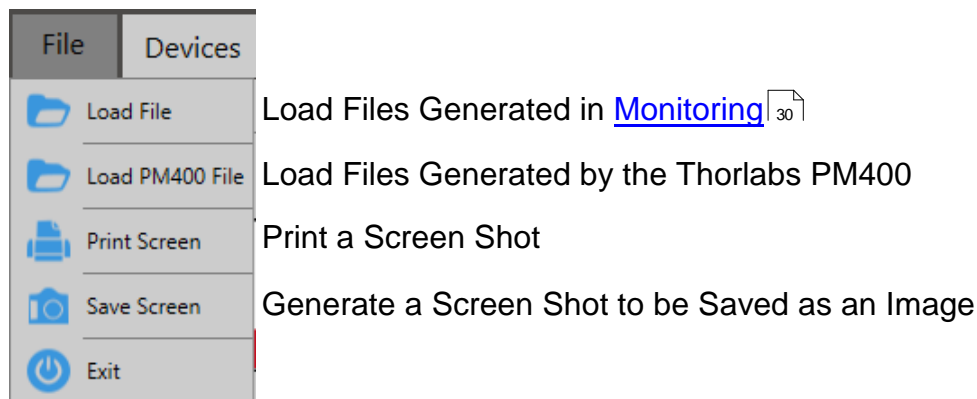 File Devices
Load File Load Files Generated in Monitoring 30
Load PM400 File Load Files Generated by the Thorlabs PM400
Print Screen Print a Screen Shot
Save Screen Generate a Screen Shot to be Saved as an Image
Exit